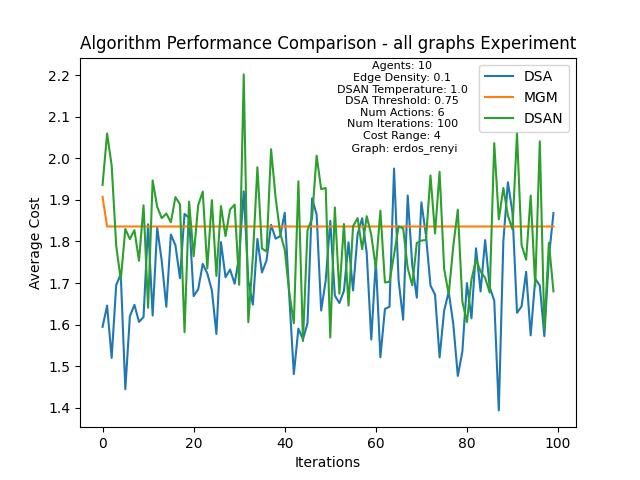 Algorithm Performance Comparison - all graphs Experiment
Agents: 10
Edge Density: 0.1
DSAN Temperature: 1.0
DSA Threshold: 0.75
Num Actions: 6
Num Iterations: 100
Cost Range: 4
Graph: erdos_renyi
DSA
MGM
DSAN
Average Cost
2.2
2.1
2.0
1.9
1.8
1.7
1.6
1.5
1.4
0
20
40
60
80
100
Iterations